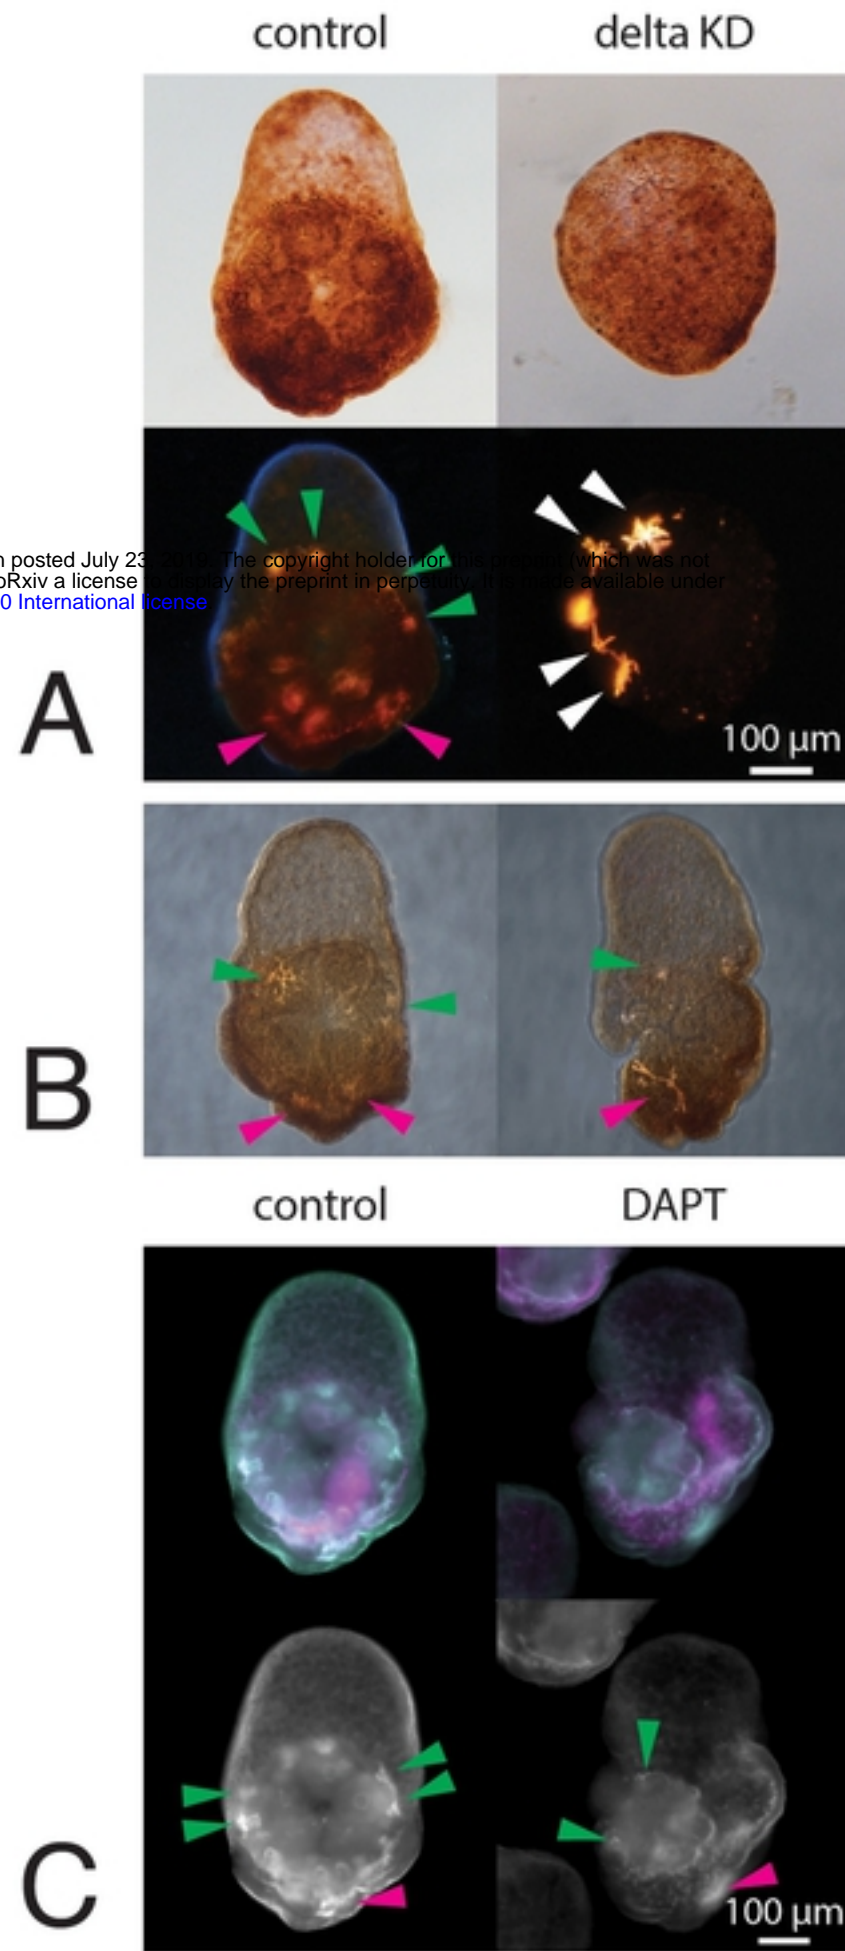 control delta KD
n posted July 23, 2019. The copyright holder for this preprint (which was not
oRxiv a license to display the preprint in perpetuity. It is made available under
0 International license.
A
100 µm
B
control DAPT
C
100 µm